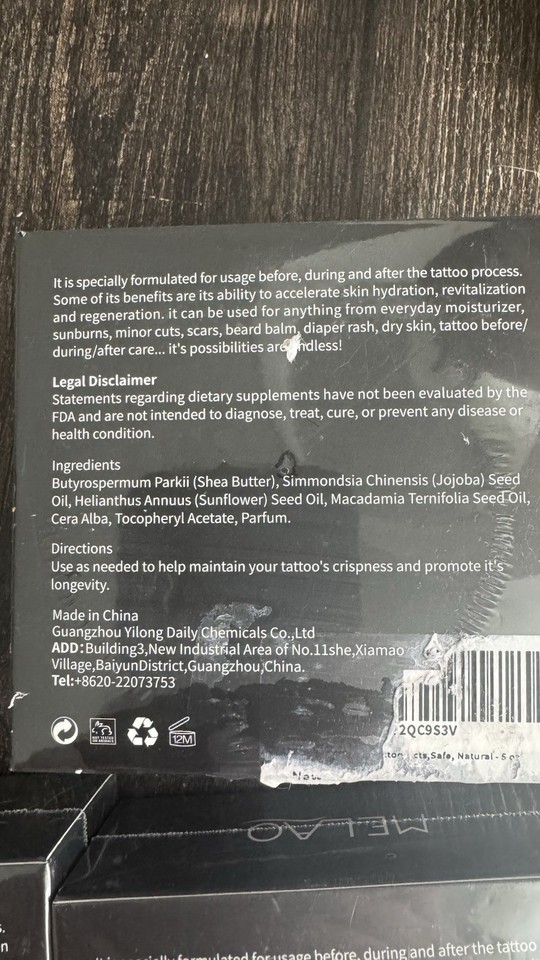 It is specially formulated for usage before, during and after the tattoo process.
Some of its benefits are its ability to accelerate skin hydration, revitalization
and regeneration. it can be used for anything from everyday moisturizer,
sunburns, minor cuts, scars, beard balm, diaper rash, dry skin, tattoo before/
during/after care... it's possibilities are endless!
Legal Disclaimer
Statements regarding dietary supplements have not been evaluated by the
FDA and are not intended to diagnose, treat, cure, or prevent any disease or
health condition.
Ingredients
Butyrospermum Parkii (Shea Butter), Simmondsia Chinensis (Jojoba) Seed
Oil, Helianthus Annuus (Sunflower) Seed Oil, Macadamia Ternifolia Seed Oil,
Cera Alba, Tocopheryl Acetate, Parfum.
Directions
Use as needed to help maintain your tattoo's crispness and promote it's
longevity.
Made in China
Guangzhou Yilong Daily Chemicals Co.,Ltd
ADD:Building3,New Industrial Area of No.11she,Xiamao
Village,BaiyunDistrict,Guangzhou,China.
Tel:+8620-22073753
NOT TESTED
ON ANIMALS
12M
2QC9S3V
cts,Safe, Natural - 5 o
New
MELAO
formulated for usage before, during and after the tattoo